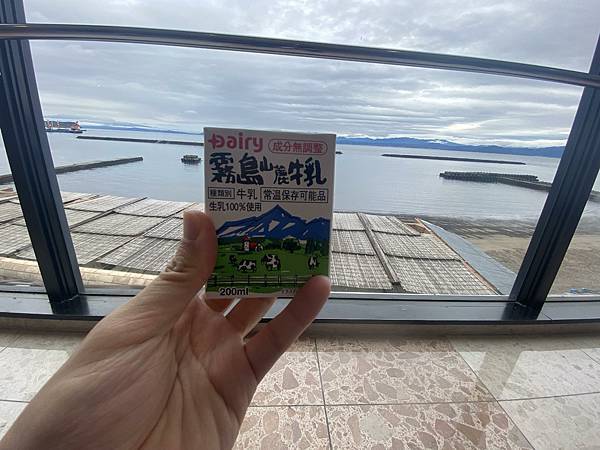 Dairy
成分無調整
霧島山麓牛乳
種類別 牛乳 常温保存可能品
生乳100%使用
200ml